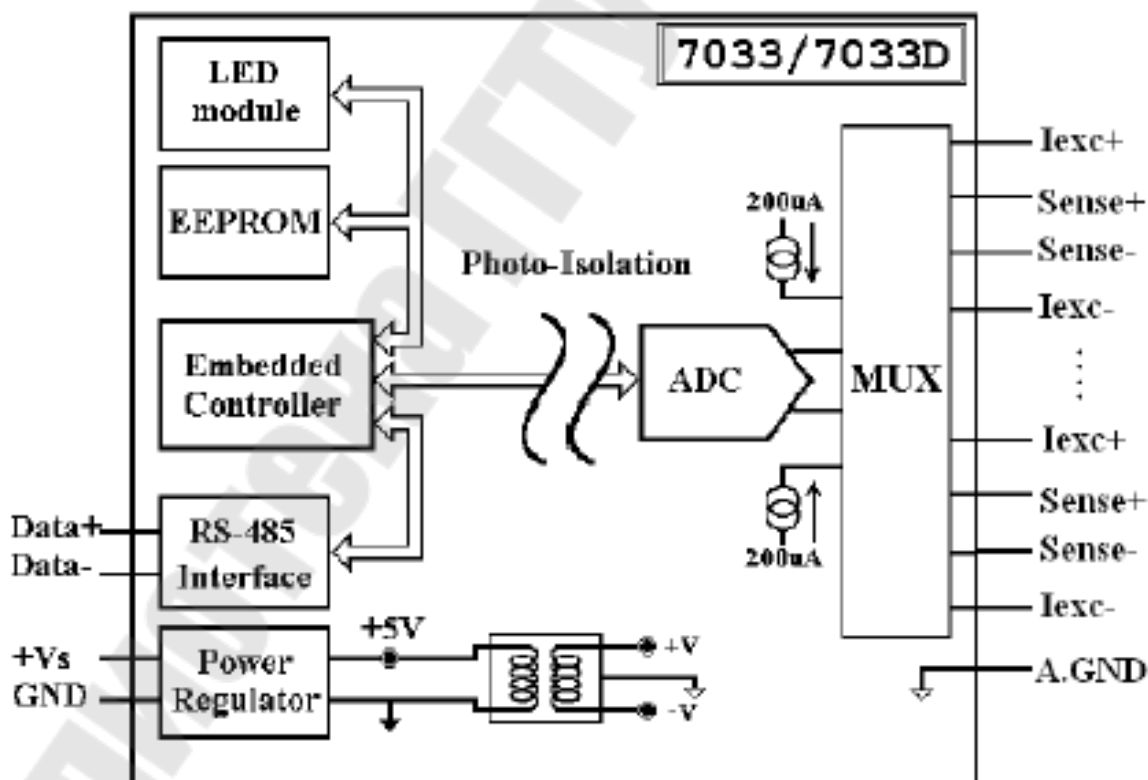 7033/7033D
LED
module
EEPROM
Embedded
Controller
RS-485
Interface
Power
Regulator
Data+
Data-
+Vs
GND
+5V
+V
-V
Photo-Isolation
ADC
200uA
200uA
MUX
Iexc+
Sense+
Sense-
Iexc-
Iexc+
Sense+
Sense-
Iexc-
A.GND